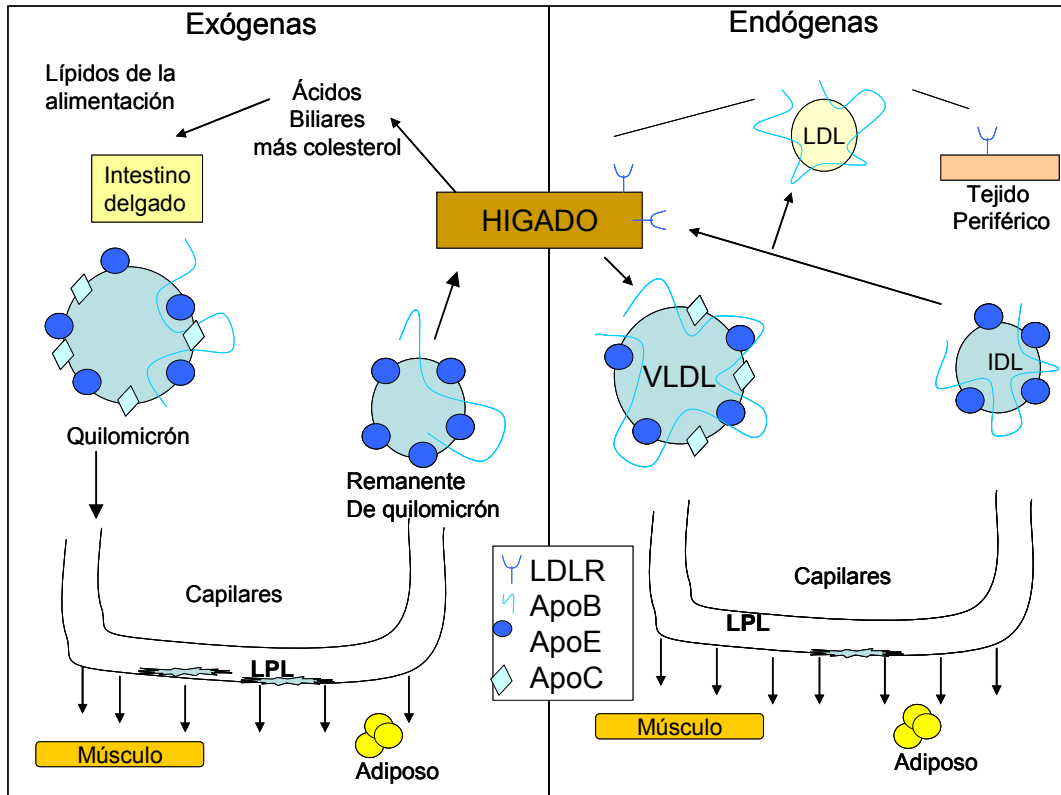 Exógenas
Lípidos de la
alimentación
Ácidos
Biliares
más colesterol
Intestino
delgado
HIGADO
Quilomicrón
Remanente
De quilomicrón
Capilares
LPL
Músculo
Adiposo
LDLR
ApoB
ApoE
ApoC
Endógenas
LDL
Tejido
Periférico
VLDL
IDL
Capilares
LPL
Músculo
Adiposo